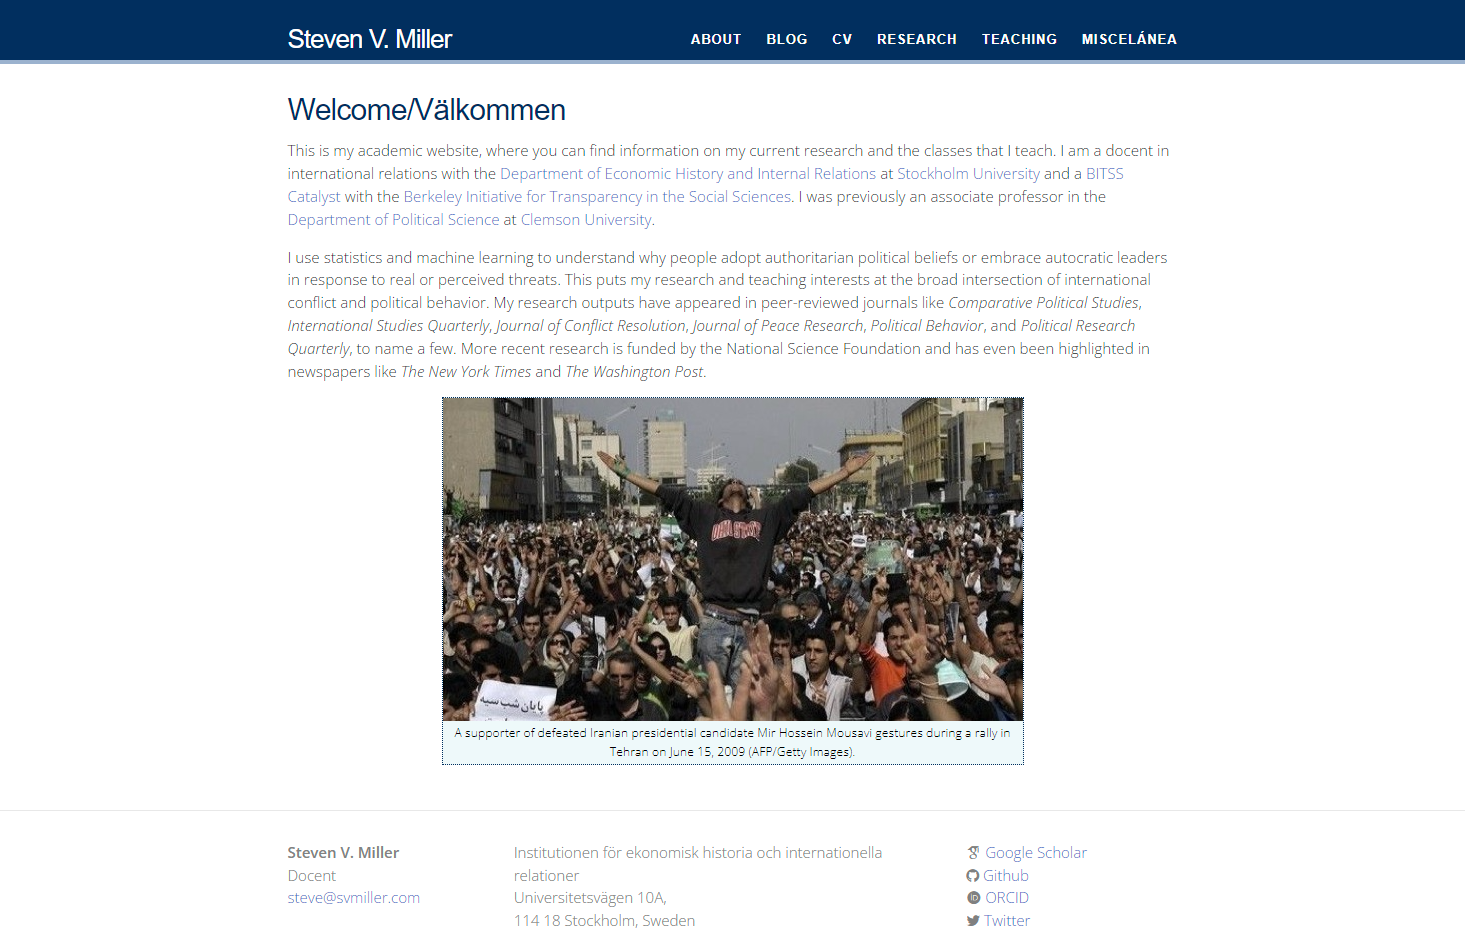 Steven V. Miller
ABOUT BLOG CV RESEARCH TEACHING MISCELÁNEA
Welcome/Välkommen
This is my academic website, where you can find information on my current research and the classes that I teach. I am a docent in
international relations with the Department of Economic History and Internal Relations at Stockholm University and a BITSS
Catalyst with the Berkeley Initiative for Transparency in the Social Sciences. I was previously an associate professor in the
Department of Political Science at Clemson University.
I use statistics and machine learning to understand why people adopt authoritarian political beliefs or embrace autocratic leaders
in response to real or perceived threats. This puts my research and teaching interests at the broad intersection of international
conflict and political behavior. My research outputs have appeared in peer-reviewed journals like Comparative Political Studies,
International Studies Quarterly, Journal of Conflict Resolution, Journal of Peace Research, Political Behavior, and Political Research
Quarterly, to name a few. More recent research is funded by the National Science Foundation and has even been highlighted in
newspapers like The New York Times and The Washington Post.
پایان شب سیه
A supporter of defeated Iranian presidential candidate Mir Hossein Mousavi gestures during a rally in
Tehran on June 15, 2009 (AFP/Getty Images).
Steven V. Miller
Docent
steve@svmiller.com
Institutionen för ekonomisk historia och internationella
relationer
Universitetsvägen 10A,
114 18 Stockholm, Sweden
Google Scholar
Github
ORCID
Twitter